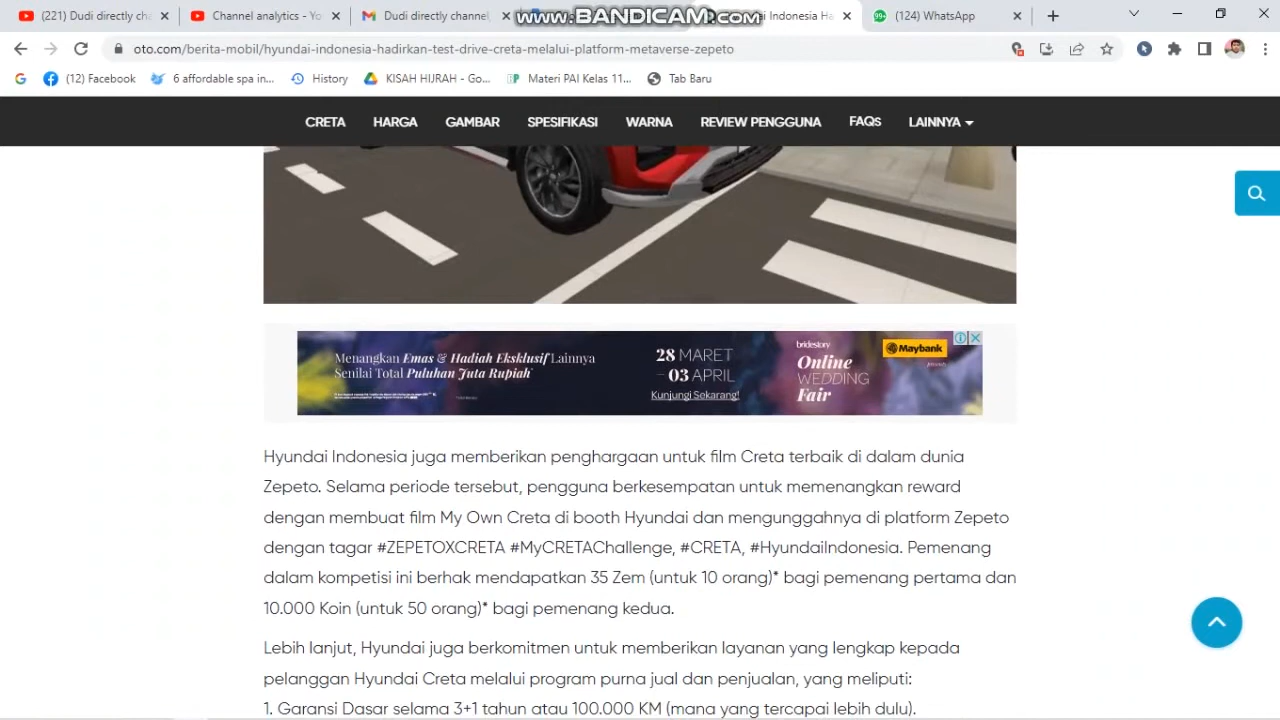 (221) Dudi directly cha
Channel analytics - Yo
Dudi directly channel,
www.BANDICAM.com
ai Indonesia Ha
99+
(124) WhatsApp
oto.com/berita-mobil/hyundai-indonesia-hadirkan-test-drive-creta-melalui-platform-metaverse-zepeto
(12) Facebook
6 affordable spa in...
History
KISAH HIJRAH - Go...
Materi PAI Kelas 11...
Tab Baru
CRETA HARGA GAMBAR SPESIFIKASI WARNA REVIEW PENGGUNA FAQs LAINNYA
Menangkan Emas & Hadiah Eksklusif Lainnya
Senilai Total Puluhan Juta Rupiah*
28 MARET
- 03 APRIL
Kunjungi Sekarang!
bridestory
Online
WEDDING
Fair
Maybank
presents
Hyundai Indonesia juga memberikan penghargaan untuk film Creta terbaik di dalam dunia
Zepeto. Selama periode tersebut, pengguna berkesempatan untuk memenangkan reward
dengan membuat film My Own Creta di booth Hyundai dan mengunggahnya di platform Zepeto
dengan tagar #ZEPETOXCRETA #MyCRETAChallenge, #CRETA, #HyundaiIndonesia. Pemenang
dalam kompetisi ini berhak mendapatkan 35 Zem (untuk 10 orang)* bagi pemenang pertama dan
10.000 Koin (untuk 50 orang)* bagi pemenang kedua.
Lebih lanjut, Hyundai juga berkomitmen untuk memberikan layanan yang lengkap kepada
pelanggan Hyundai Creta melalui program purna jual dan penjualan, yang meliputi:
1. Garansi Dasar selama 3+1 tahun atau 100.000 KM (mana yang tercapai lebih dulu).